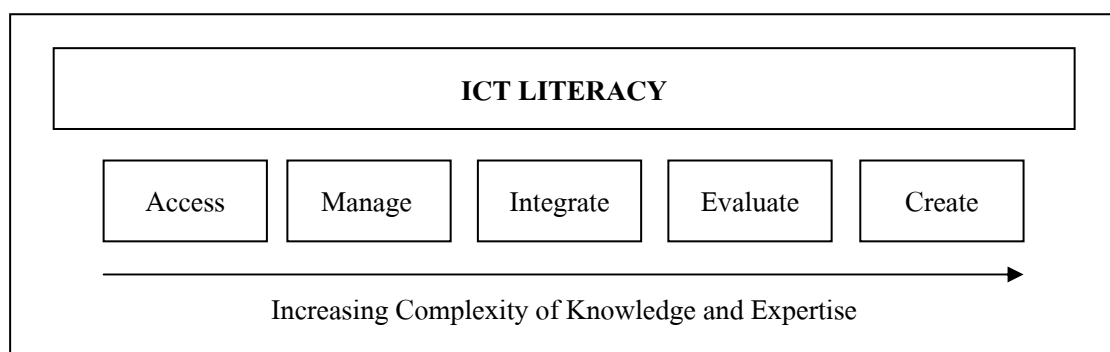 ICT LITERACY
Access Manage Integrate Evaluate Create
Increasing Complexity of Knowledge and Expertise